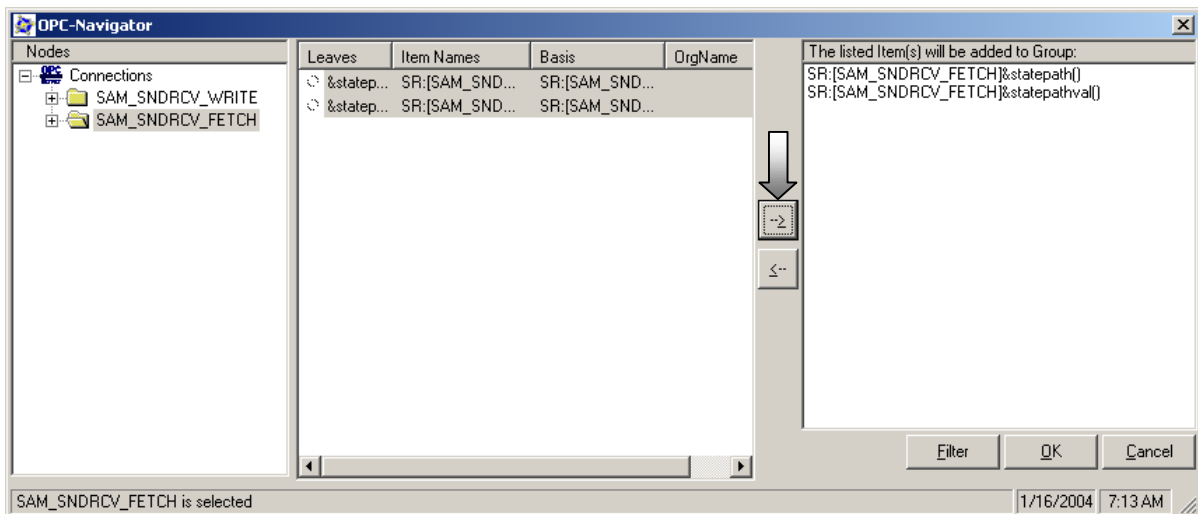 OPC-Navigator
Nodes
Connections
SAM_SNDRCV_WRITE
SAM_SNDRCV_FETCH
Leaves Item Names Basis OrgName
&statep... SR:[SAM_SND... SR:[SAM_SND...
&statep... SR:[SAM_SND... SR:[SAM_SND...
-->
<--
The listed Item(s) will be added to Group:
SR:[SAM_SNDRCV_FETCH]&statepath()
SR:[SAM_SNDRCV_FETCH]&statepathval()
Filter OK Cancel
SAM_SNDRCV_FETCH is selected 1/16/2004 7:13 AM